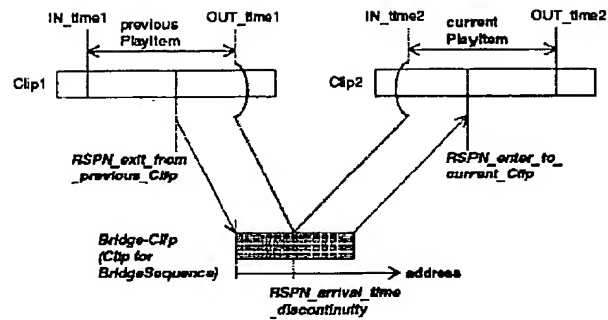 IN_time1
previous
PlayItem
OUT_time1
IN_time2
current
PlayItem
OUT_time2
Clip1
Clip2
RSPN_exit_from
_previous_Clip
RSPN_enter_to_
current_Clip
Bridge-Clip
(Clip for
BridgeSequence)
address
RSPN_arrival_time
_discontinuity